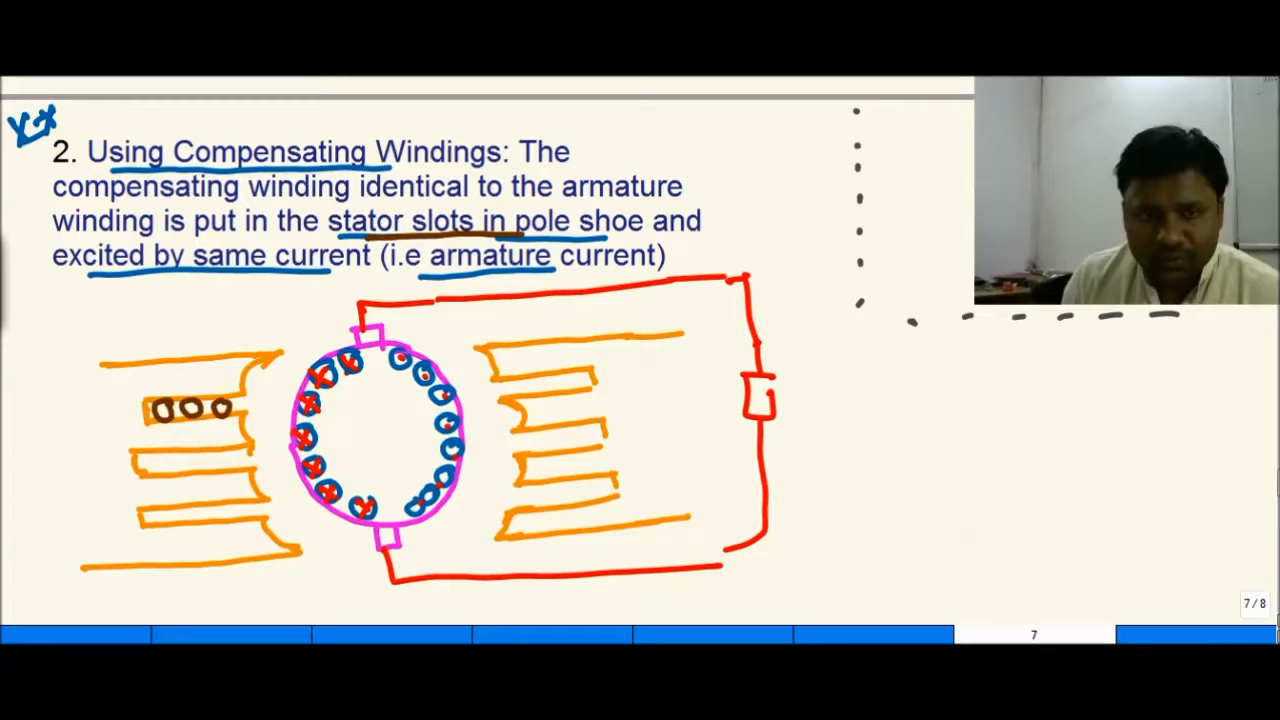 2. Using Compensating Windings: The
compensating winding identical to the armature
winding is put in the stator slots in pole shoe and
excited by same current (i.e armature current)
7/8
7